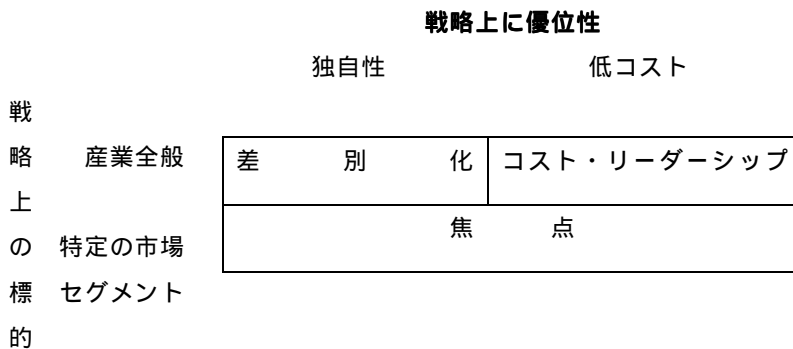 戦略上に優位性
独自性 低コスト
戦略上の標的
産業全般 差別化 コスト・リーダーシップ
特定の市場 焦点
セグメント